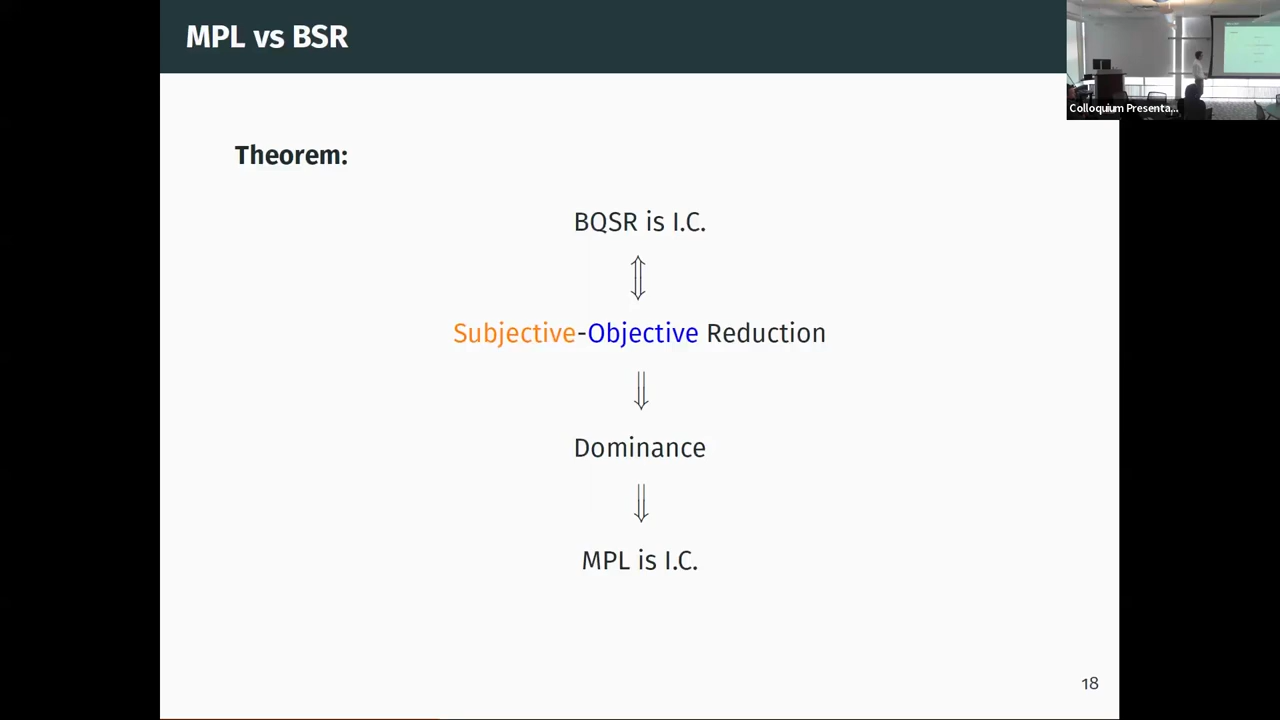 MPL vs BSR
Colloquium Presenta...
Theorem:
BQSR is I.C.
⇕
Subjective-Objective Reduction
⇓
Dominance
⇓
MPL is I.C.
18